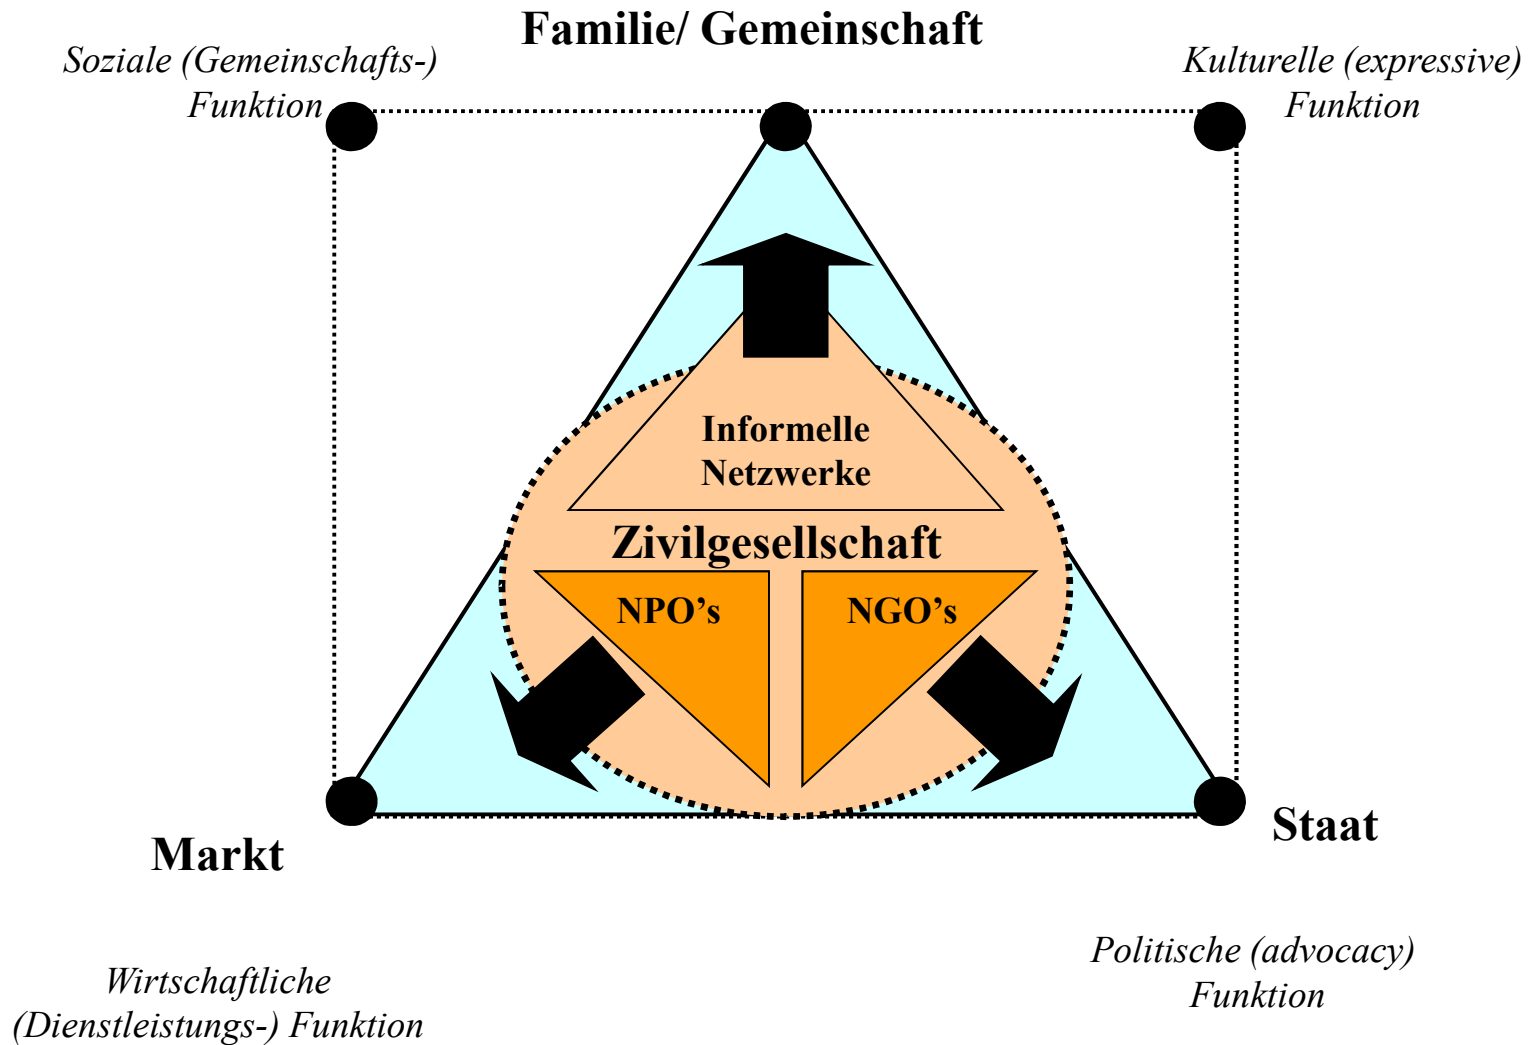 Familie/ Gemeinschaft
Soziale (Gemeinschafts-)
Funktion
Kulturelle (expressive)
Funktion
Informelle
Netzwerke
Zivilgesellschaft
NPO’s
NGO’s
Markt
Staat
Wirtschaftliche
(Dienstleistungs-) Funktion
Politische (advocacy)
Funktion